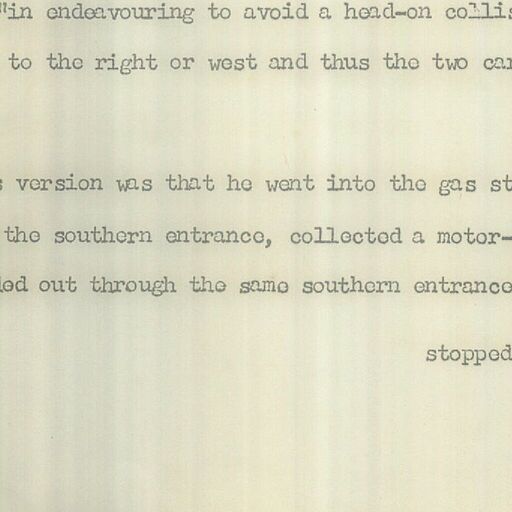 "in endeavouring to avoid a head-on collis
to the right or west and thus the two car
s version was that he went into the gas st
the southern entrance, collected a motor-
led out through the same southern entrance
stopped